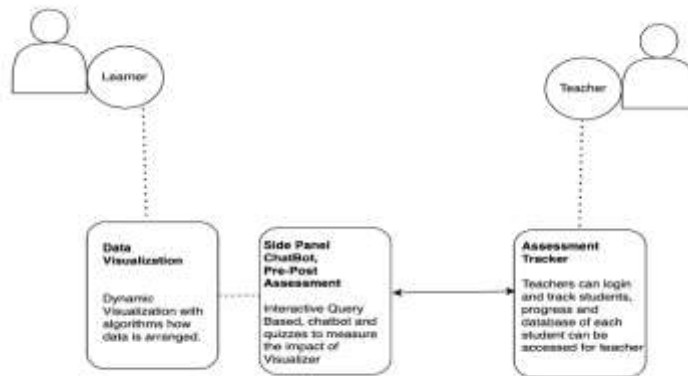 Learner
Teacher
Data
Visualization
Dynamic
Visualization with
algorithms how
data is arranged.
Side Panel
ChatBot,
Pre-Post
Assessment
Interactive Query
Based, chatbot and
quizzes to measure
the impact of
Visualizer
Assessment
Tracker
Teachers can login
and track students,
progress and
database of each
student can be
accessed for teacher